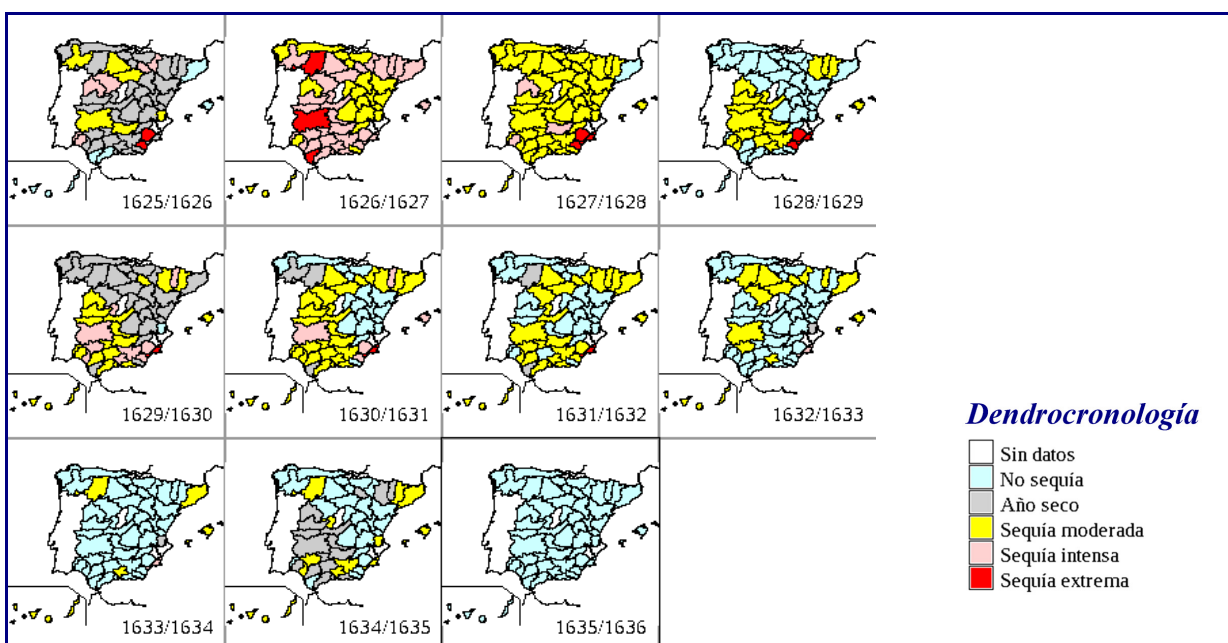 1625/1626
1626/1627
1627/1628
1628/1629
1629/1630
1630/1631
1631/1632
1632/1633
1633/1634
1634/1635
1635/1636
Dendrocronología
Sin datos
No sequía
Año seco
Sequía moderada
Sequía intensa
Sequía extrema